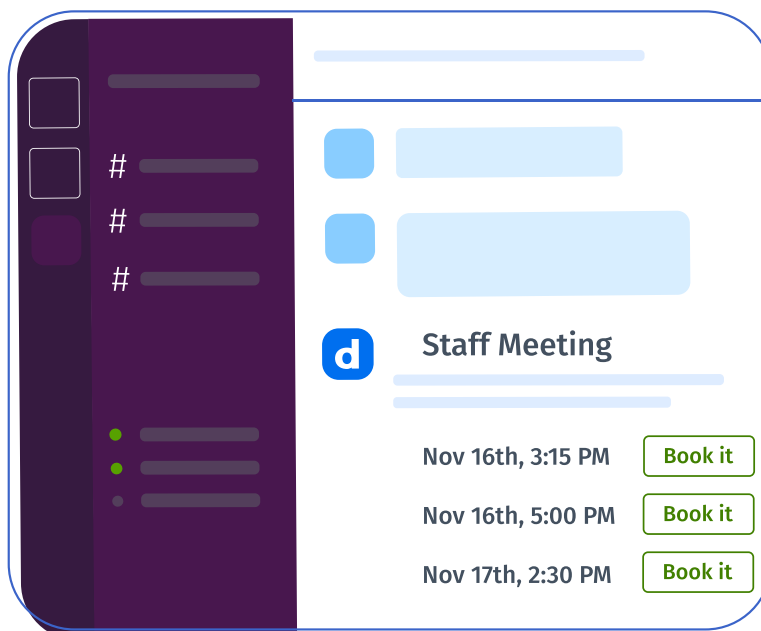 #
#
#
d
Staff Meeting
Nov 16th, 3:15 PM Book it
Nov 16th, 5:00 PM Book it
Nov 17th, 2:30 PM Book it